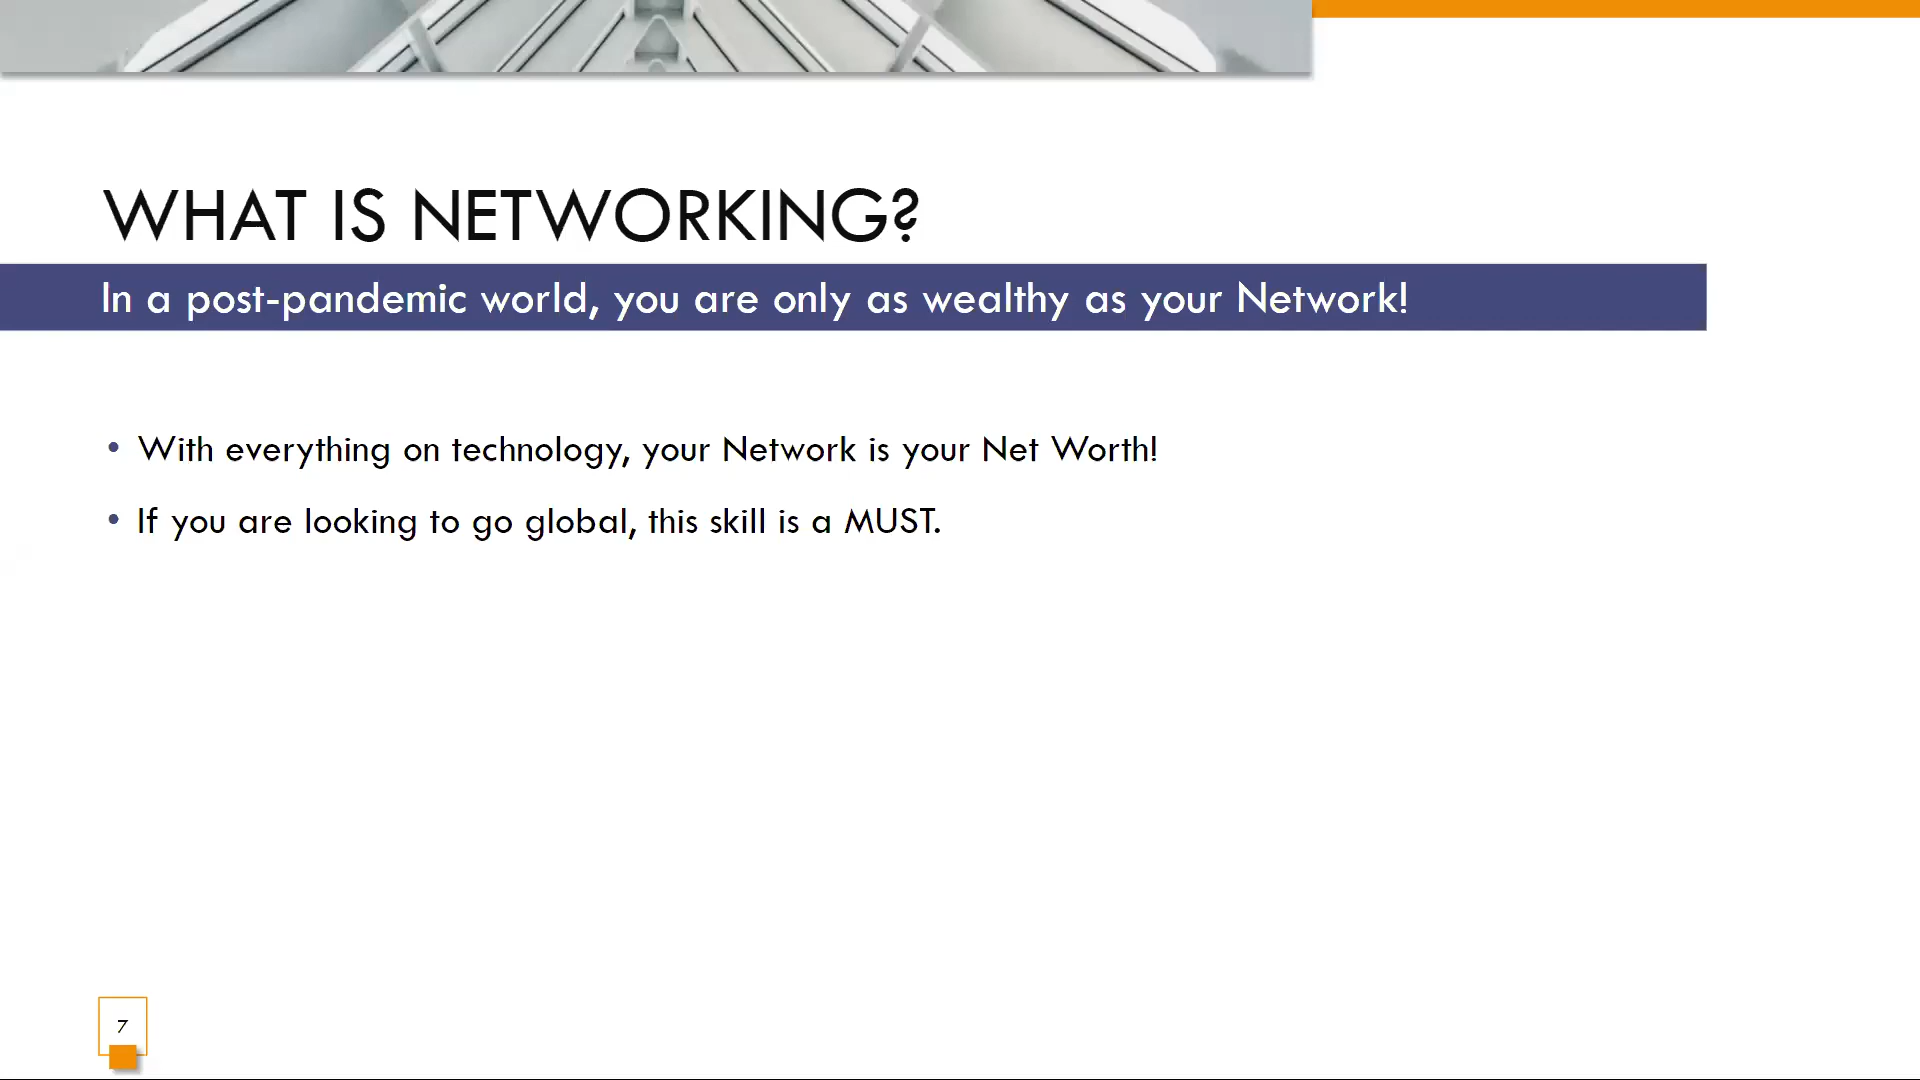 WHAT IS NETWORKING?
In a post-pandemic world, you are only as wealthy as your Network!
• With everything on technology, your Network is your Net Worth!
• If you are looking to go global, this skill is a MUST.
7